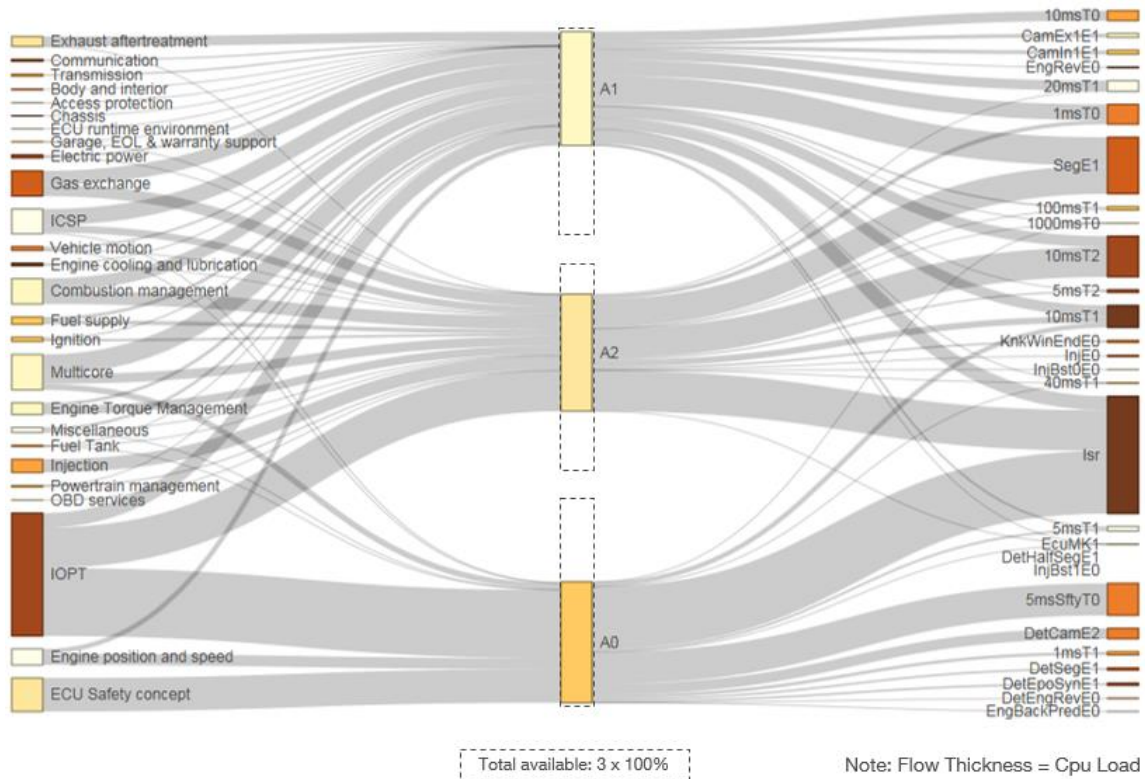 Exhaust aftertreatment
Communication
Transmission
Body and interior
Access protection
Chassis
ECU runtime environment
Garage, EOL & warranty support
Electric power
Gas exchange
ICSP
Vehicle motion
Engine cooling and lubrication
Combustion management
Fuel supply
Ignition
Multicore
Engine Torque Management
Miscellaneous
Fuel Tank
Injection
Powertrain management
OBD services
IOPT
Engine position and speed
ECU Safety concept
A1
A2
A0
10msT0
CamEx1E1
CamIn1E1
EngRevE0
20msT1
1msT0
SegE1
100msT1
1000msT0
10msT2
5msT2
10msT1
KnkWinEndE0
InjE0
InjBst0E0
40msT1
Isr
5msT1
EcuMK1
DetHalfSegE1
InjBst1E0
5msSftyT0
DetCamE2
1msT1
DetSegE1
DetEpoSynE1
DetEngRevE0
EngBackPredE0
Total available: 3 x 100%
Note: Flow Thickness = Cpu Load